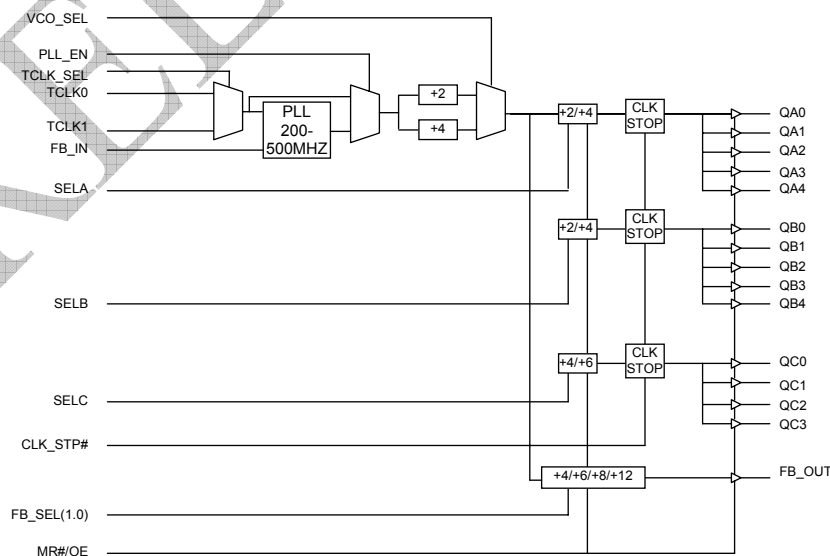 VCO_SEL
PLL_EN
TCLK_SEL
TCLK0
TCLK1
FB_IN
SELA
SELB
SELC
CLK_STP#
FB_SEL(1.0)
MR#/OE
PLL
200-
500MHZ
+2
+4
+2/+4
CLK
STOP
+2/+4
CLK
STOP
+4/+6
CLK
STOP
+4/+6/+8/+12
QA0
QA1
QA2
QA3
QA4
QB0
QB1
QB2
QB3
QB4
QC0
QC1
QC2
QC3
FB_OUT